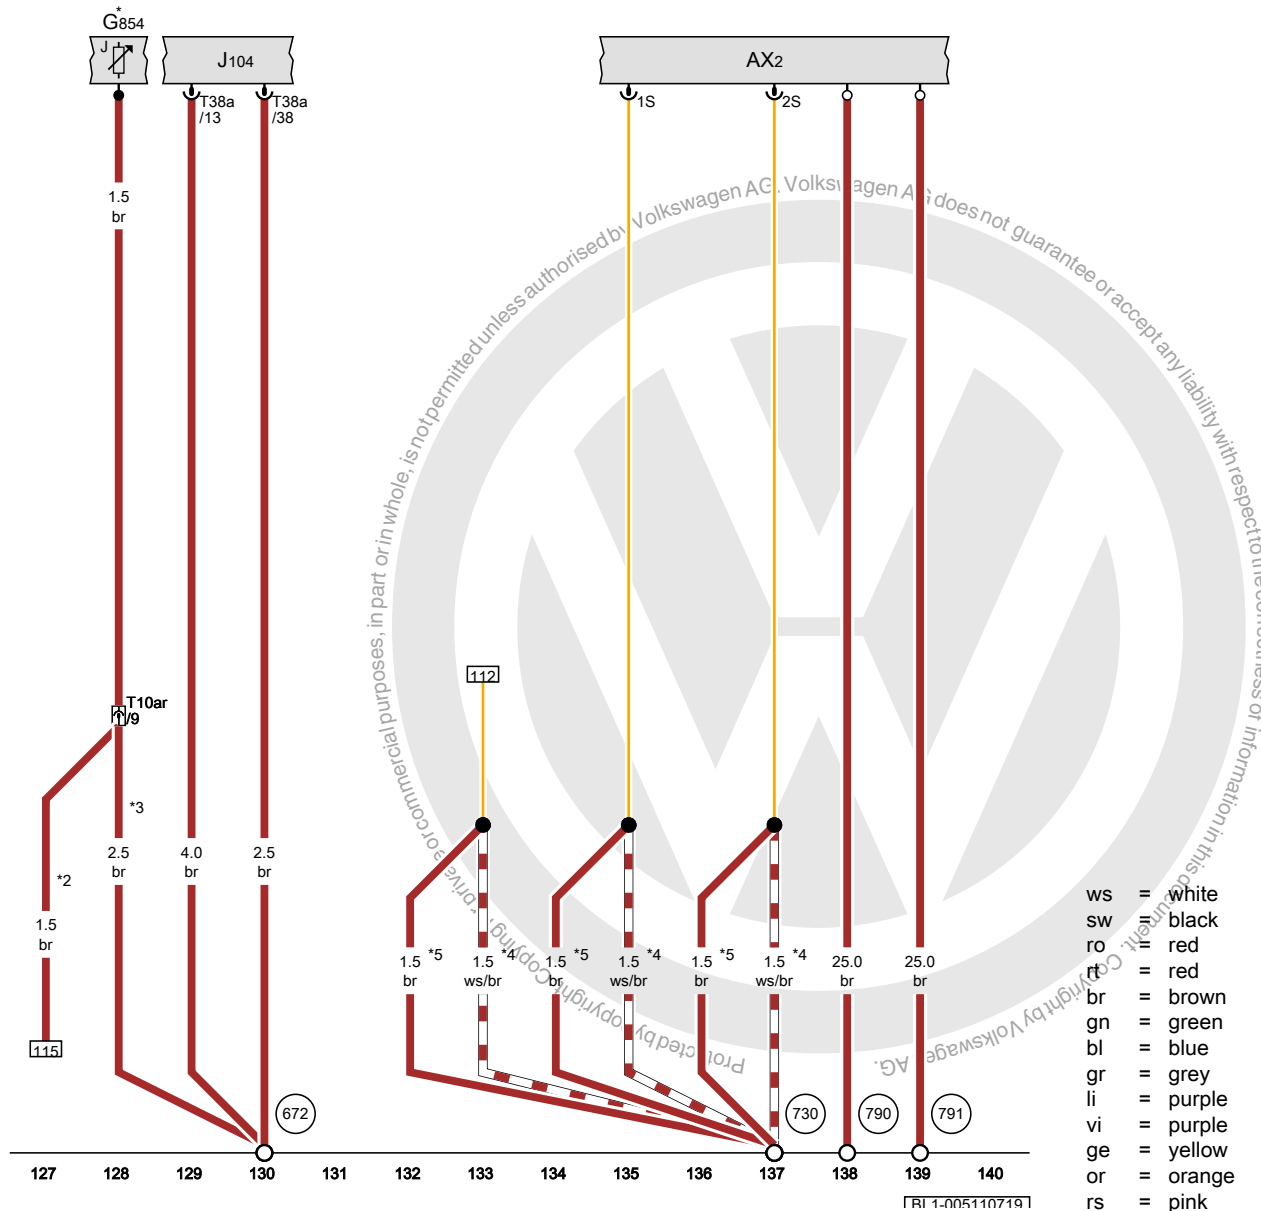 G*854
J
J104
AX2
T38a
/13
T38a
/38
1S
2S
1.5
br
Protected by copyright. Copying for private or commercial purposes, in part or in whole, is not permitted unless authorised by Volkswagen AG. Volkswagen AG does not guarantee or accept any liability with respect to the correctness of information in this document. Copyright by Volkswagen AG.
112
T10ar
/9
*3
2.5
br
4.0
br
2.5
br
*2
1.5
br
1.5 *5
br
1.5 *4
ws/br
1.5 *5
br
1.5 *4
ws/br
1.5 *5
br
1.5 *4
ws/br
25.0
br
25.0
br
115
672
730
790
791
127 128 129 130 131 132 133 134 135 136 137 138 139 140
BL1-005110719
ws = white
sw = black
ro = red
rt = red
br = brown
gn = green
bl = blue
gr = grey
li = purple
vi = purple
ge = yellow
or = orange
rs = pink